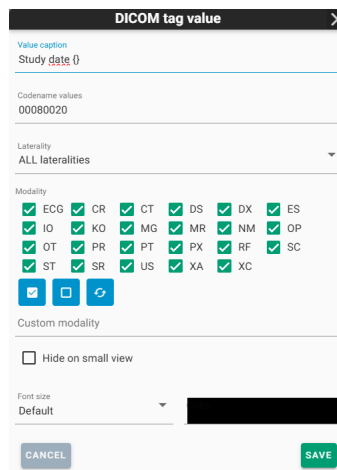 DICOM tag value
Value caption
Study date {}
Codename values
00080020
Laterality
ALL lateralities
Modality
ECG CR CT DS DX ES
IO KO MG MR NM OP
OT PR PT PX RF SC
ST SR US XA XC
Custom modality
Hide on small view
Font size
Default
CANCEL SAVE